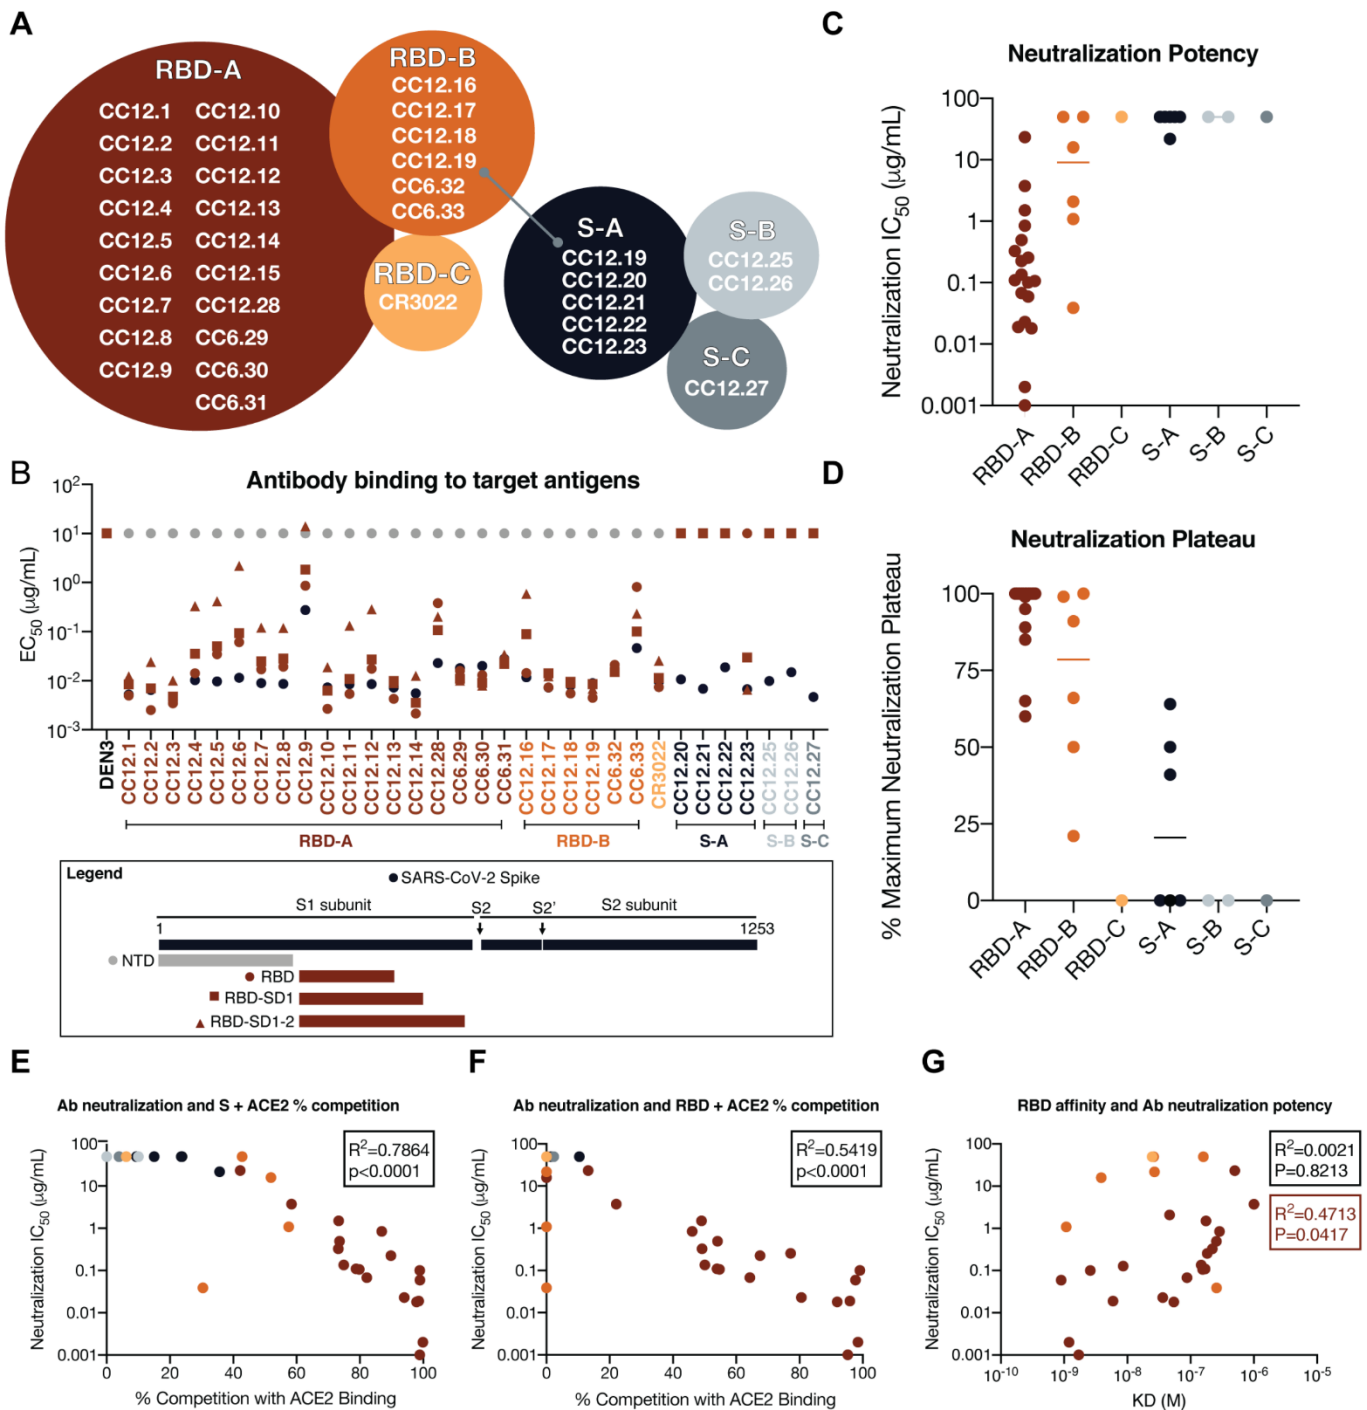 A
RBD-A
CC12.1 CC12.10
CC12.2 CC12.11
CC12.3 CC12.12
CC12.4 CC12.13
CC12.5 CC12.14
CC12.6 CC12.15
CC12.7 CC12.28
CC12.8 CC6.29
CC12.9 CC6.30
CC6.31
RBD-B
CC12.16
CC12.17
CC12.18
CC12.19
CC6.32
CC6.33
RBD-C
CR3022
S-A
CC12.19
CC12.20
CC12.21
CC12.22
CC12.23
S-B
CC12.25
CC12.26
S-C
CC12.27
B
Antibody binding to target antigens
EC50 (μg/mL)
10²
10¹
10⁰
10⁻¹
10⁻²
10⁻³
DEN3
CC12.1
CC12.2
CC12.3
CC12.4
CC12.5
CC12.6
CC12.7
CC12.8
CC12.9
CC12.10
CC12.11
CC12.12
CC12.13
CC12.14
CC12.28
CC6.29
CC6.30
CC6.31
CC12.16
CC12.17
CC12.18
CC12.19
CC6.32
CC6.33
CR3022
CC12.20
CC12.21
CC12.22
CC12.23
CC12.25
CC12.26
CC12.27
RBD-A RBD-B S-A S-B S-C
Legend
SARS-CoV-2 Spike
S1 subunit S2 S2' S2 subunit
1 1253
NTD
RBD
RBD-SD1
RBD-SD1-2
C
Neutralization Potency
Neutralization IC50 (μg/mL)
100
10
1
0.1
0.01
0.001
RBD-A RBD-B RBD-C S-A S-B S-C
D
Neutralization Plateau
% Maximum Neutralization Plateau
100
75
50
25
0
RBD-A RBD-B RBD-C S-A S-B S-C
E
Ab neutralization and S + ACE2 % competition
Neutralization IC50 (μg/mL)
100
10
1
0.1
0.01
0.001
R²=0.7864
p<0.0001
0 20 40 60 80 100
% Competition with ACE2 Binding
F
Ab neutralization and RBD + ACE2 % competition
Neutralization IC50 (μg/mL)
100
10
1
0.1
0.01
0.001
R²=0.5419
p<0.0001
0 20 40 60 80 100
% Competition with ACE2 Binding
G
RBD affinity and Ab neutralization potency
Neutralization IC50 (μg/mL)
100
10
1
0.1
0.01
0.001
R²=0.0021
P=0.8213
R²=0.4713
P=0.0417
10⁻¹⁰ 10⁻⁹ 10⁻⁸ 10⁻⁷ 10⁻⁶ 10⁻⁵
KD (M)